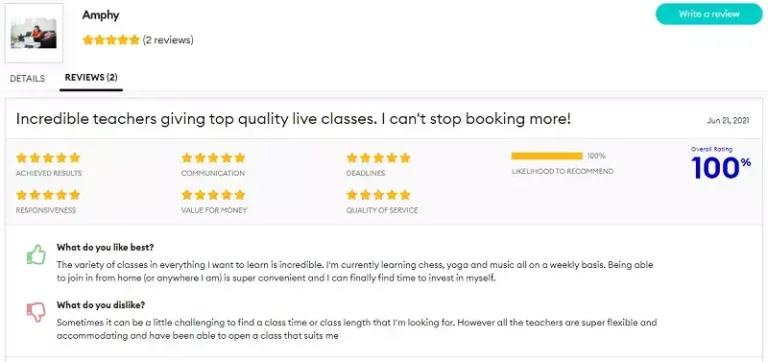 Amphy
Write a review
(2 reviews)
DETAILS
REVIEWS (2)
Incredible teachers giving top quality live classes. I can't stop booking more!
Jun 21, 2021
ACHIEVED RESULTS
COMMUNICATION
DEADLINES
100%
LIKELIHOOD TO RECOMMEND
Overall Rating
100%
RESPONSIVENESS
VALUE FOR MONEY
QUALITY OF SERVICE
What do you like best?
The variety of classes in everything I want to learn is incredible. I'm currently learning chess, yoga and music all on a weekly basis. Being able
to join in from home (or anywhere I am) is super convenient and I can finally find time to invest in myself.
What do you dislike?
Sometimes it can be a little challenging to find a class time or class length that I'm looking for. However all the teachers are super flexible and
accommodating and have been able to open a class that suits me